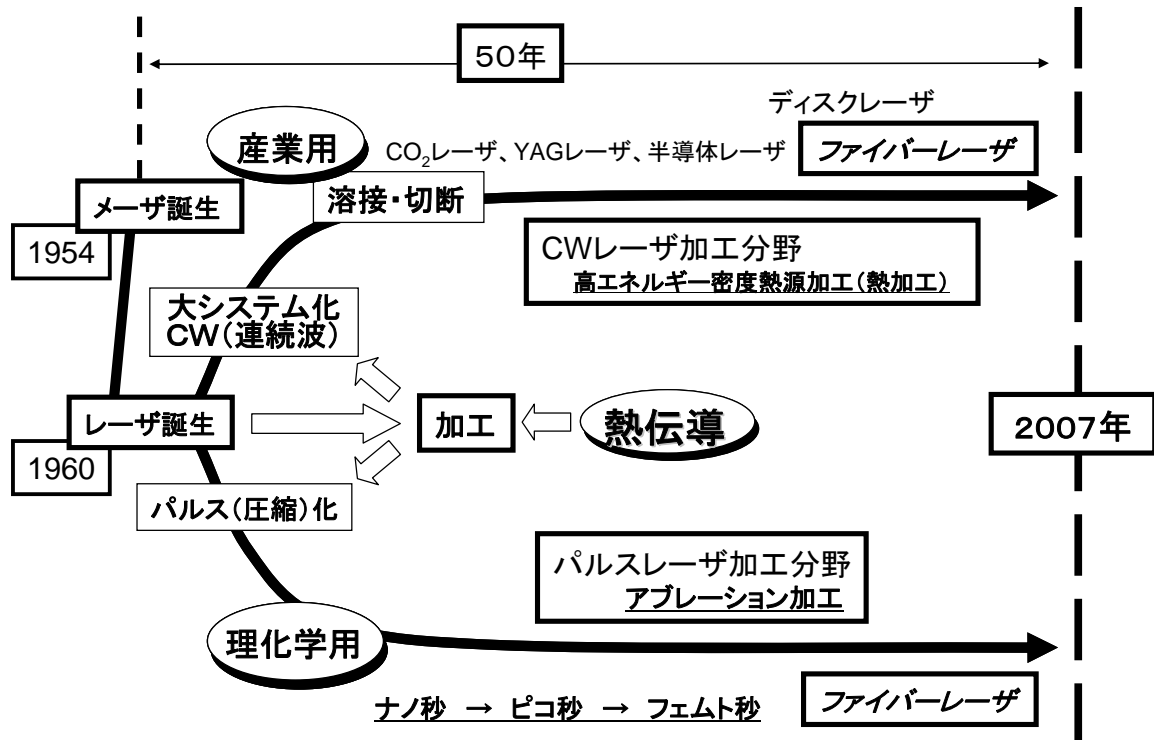 50年
ディスクレーザ
産業用
CO₂レーザ、YAGレーザ、半導体レーザ
ファイバーレーザ
メーザ誕生
溶接・切断
1954
CWレーザ加工分野
高エネルギー密度熱源加工(熱加工)
大システム化
CW(連続波)
レーザ誕生
加工
熱伝導
2007年
1960
パルス(圧縮)化
パルスレーザ加工分野
アブレーション加工
理化学用
ナノ秒 → ピコ秒 → フェムト秒
ファイバーレーザ